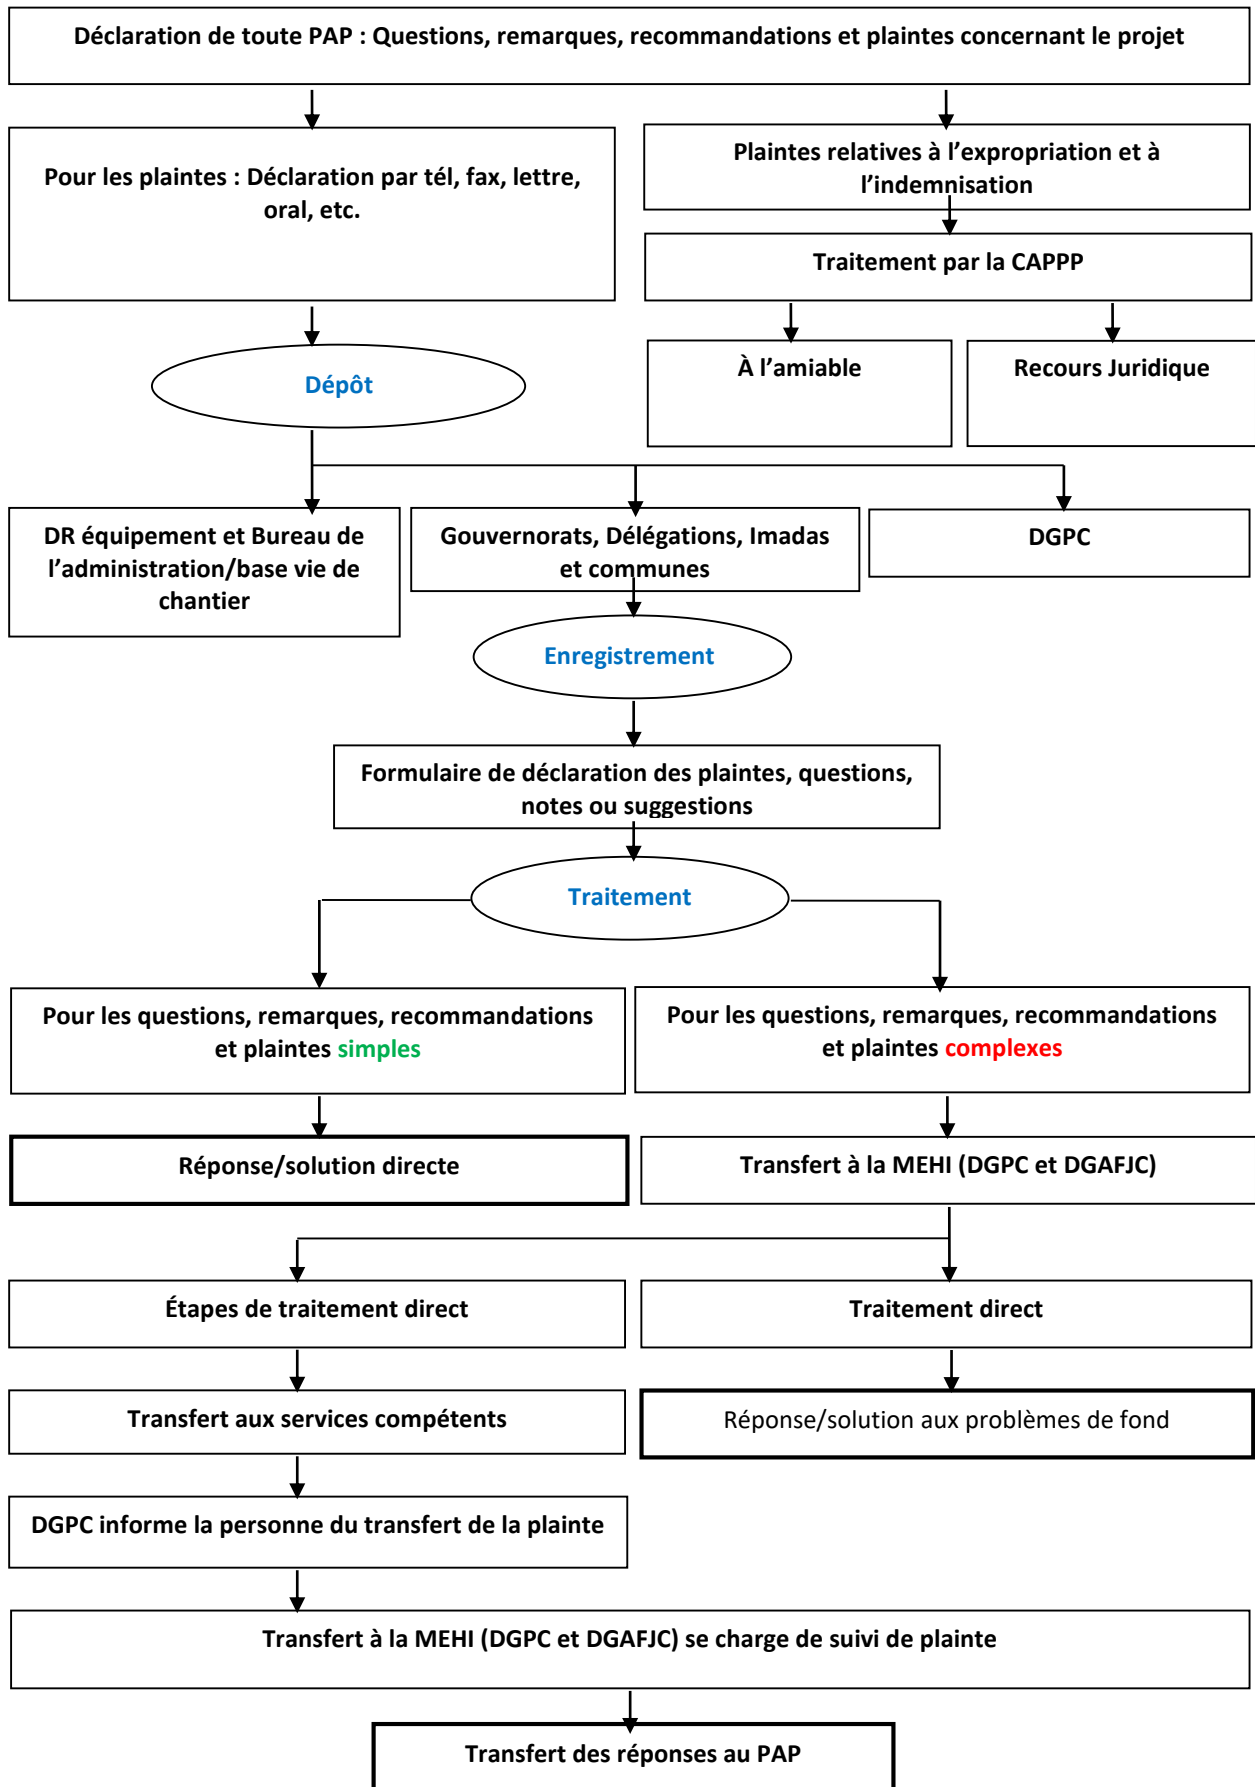 Déclaration de toute PAP : Questions, remarques, recommandations et plaintes concernant le projet
Pour les plaintes : Déclaration par tél, fax, lettre,
oral, etc.
Plaintes relatives à l’expropriation et à
l’indemnisation
Traitement par la CAPPP
À l’amiable
Recours Juridique
Dépôt
DR équipement et Bureau de
l’administration/base vie de
chantier
Gouvernorats, Délégations, Imadas
et communes
DGPC
Enregistrement
Formulaire de déclaration des plaintes, questions,
notes ou suggestions
Traitement
Pour les questions, remarques, recommandations
et plaintes simples
Pour les questions, remarques, recommandations
et plaintes complexes
Réponse/solution directe
Transfert à la MEHI (DGPC et DGAFJC)
Étapes de traitement direct
Traitement direct
Transfert aux services compétents
Réponse/solution aux problèmes de fond
DGPC informe la personne du transfert de la plainte
Transfert à la MEHI (DGPC et DGAFJC) se charge de suivi de plainte
Transfert des réponses au PAP